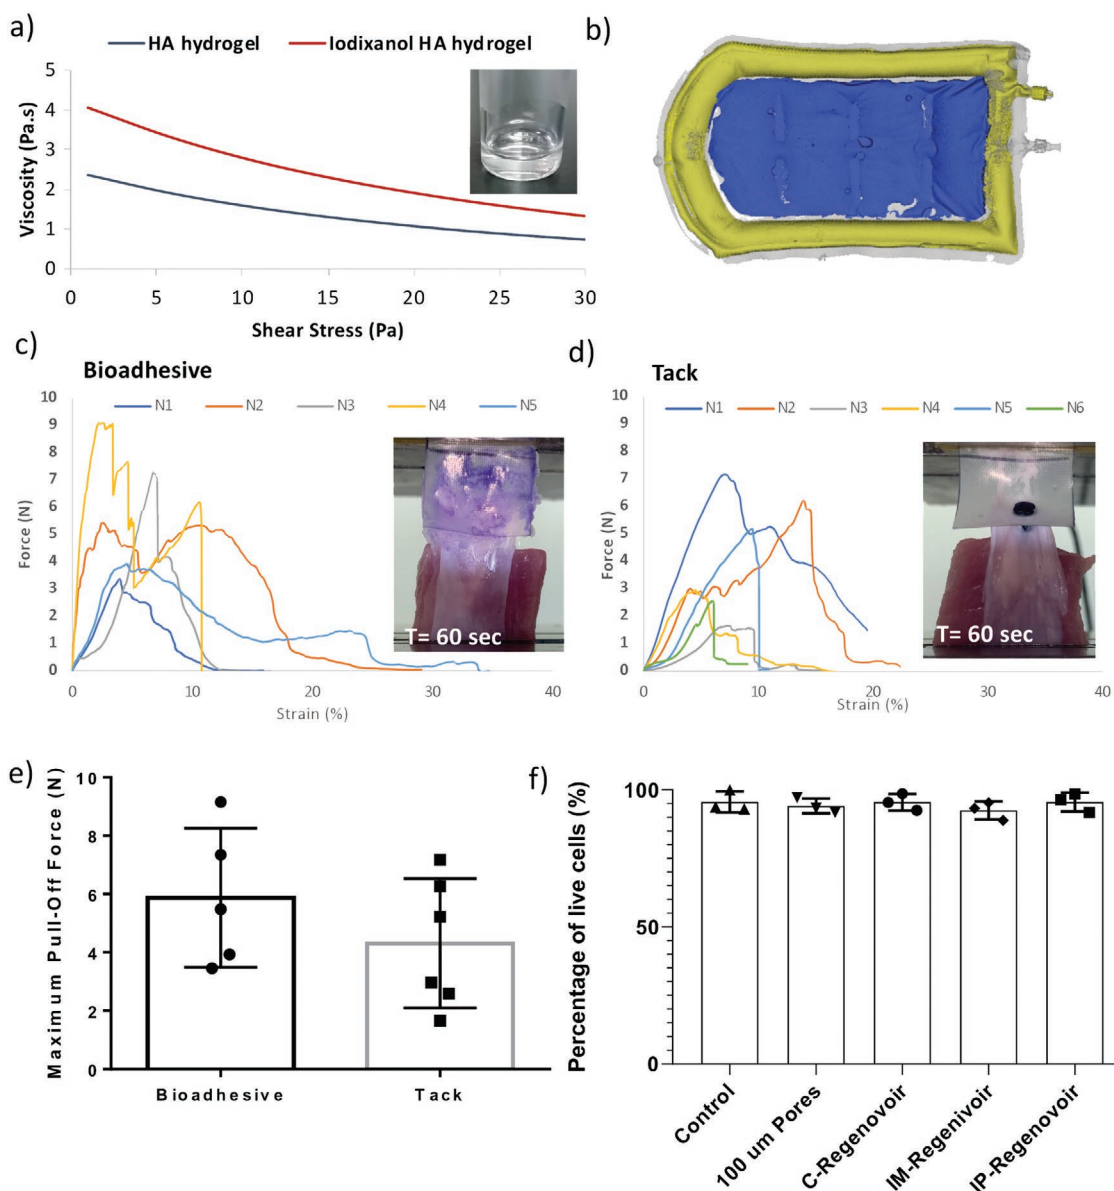 a)
HA hydrogel
Iodixanol HA hydrogel
5
4
3
2
1
0
Viscosity (Pa.s)
0 5 10 15 20 25 30
Shear Stress (Pa)
b)
c)
Bioadhesive
N1 N2 N3 N4 N5
10
9
8
7
6
5
4
3
2
1
0
Force (N)
T= 60 sec
0 10 20 30 40
Strain (%)
d)
Tack
N1 N2 N3 N4 N5 N6
10
9
8
7
6
5
4
3
2
1
0
Force (N)
T= 60 sec
0 10 20 30 40
Strain (%)
e)
10
8
6
4
2
0
Maximum Pull-Off Force (N)
Bioadhesive Tack
f)
100
50
0
Percentage of live cells (%)
Control
100 um Pores
C-Regenovoir
IM-Regenivoir
IP-Regenovoir